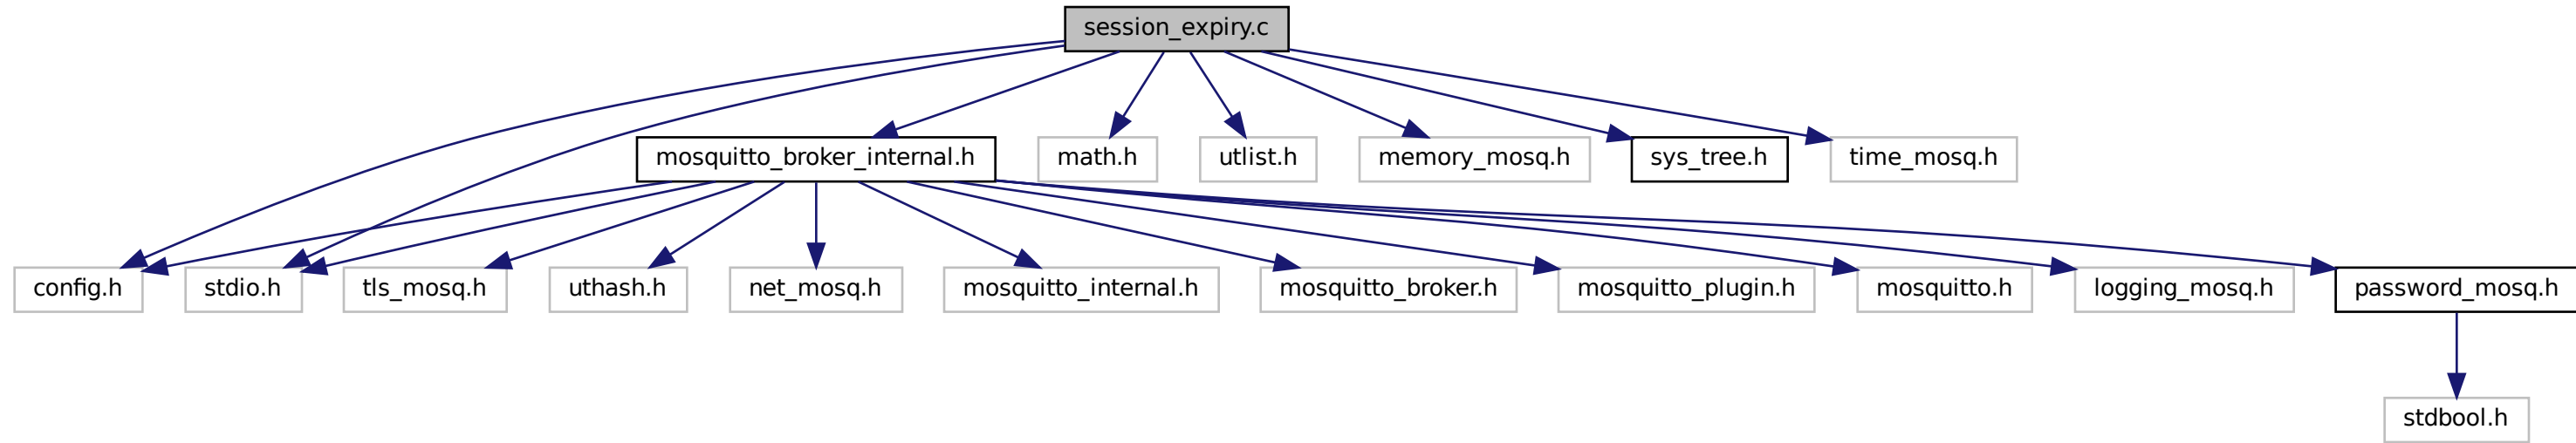 session_expiry.c
mosquitto_broker_internal.h
math.h
utlist.h
memory_mosq.h
sys_tree.h
time_mosq.h
config.h
stdio.h
tls_mosq.h
uthash.h
net_mosq.h
mosquitto_internal.h
mosquitto_broker.h
mosquitto_plugin.h
mosquitto.h
logging_mosq.h
password_mosq.h
stdbool.h